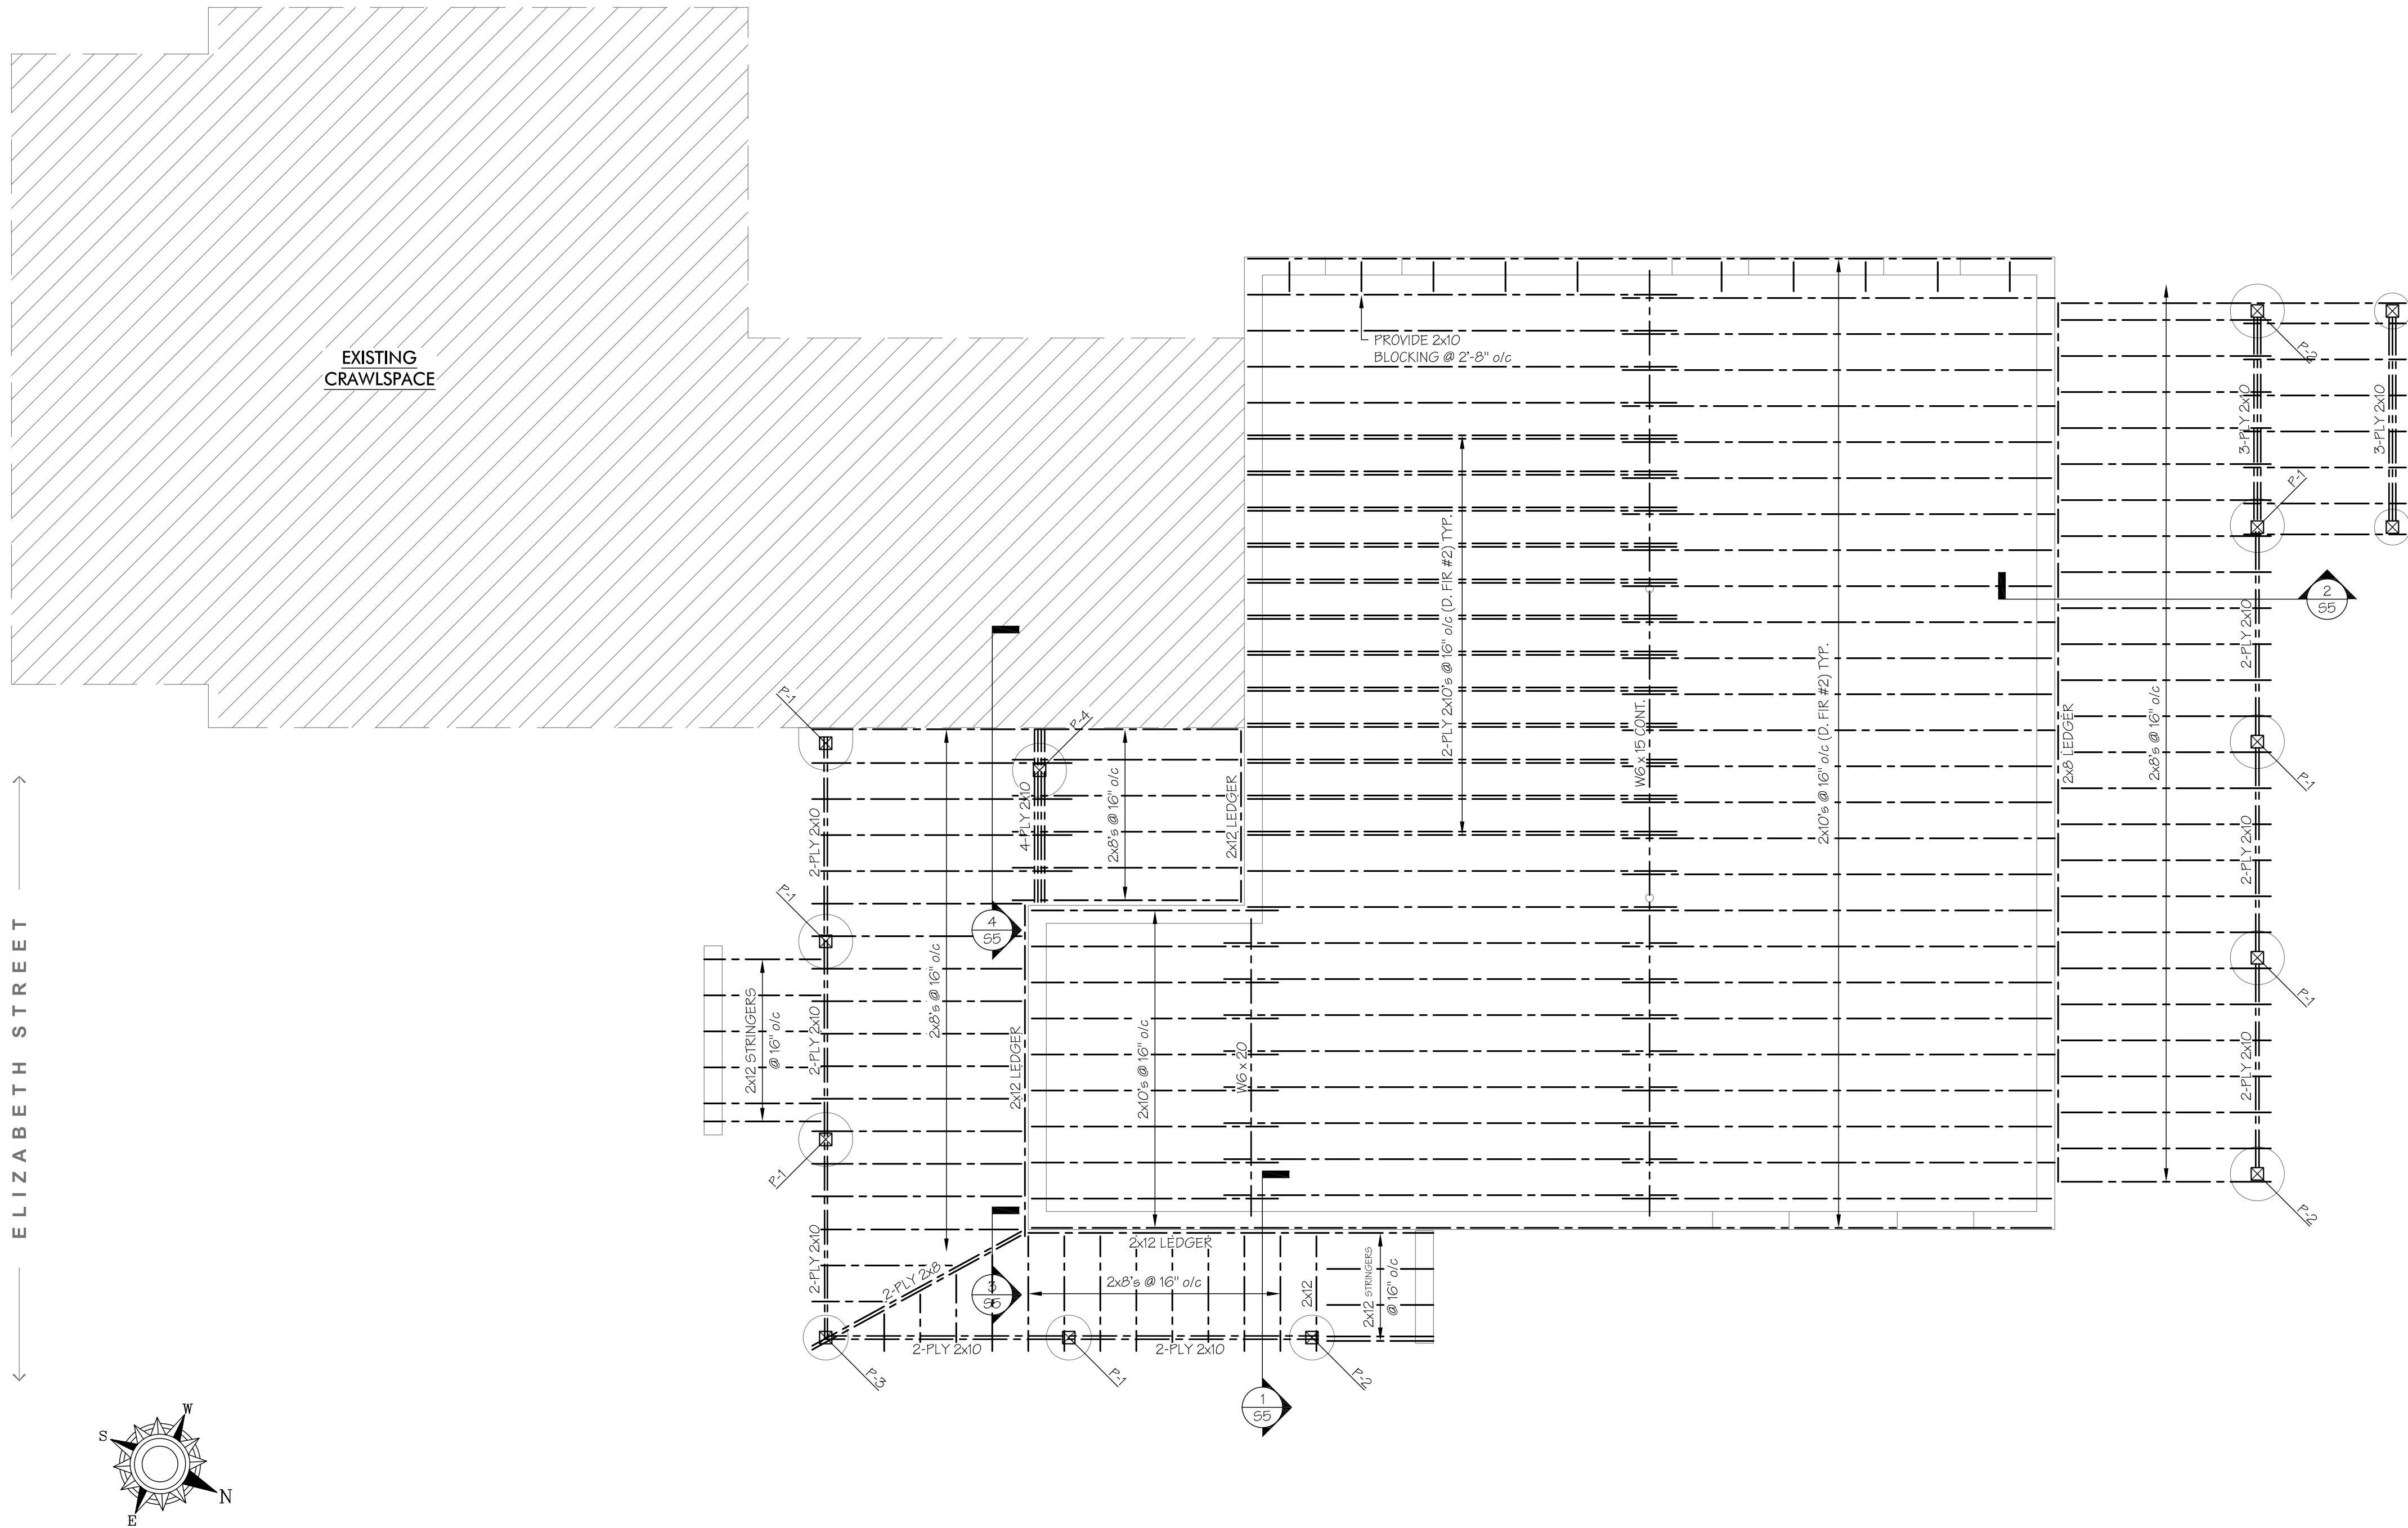 EXISTING
CRAWLSPACE
PROVIDE 2x10
BLOCKING @ 2'-8" o/c
P-2
3-PLY 2x10
3-PLY 2x10
P-1
2-PLY 2x10's @ 16" o/c (D. FIR #2) TYP.
W6 x 15 CONT.
2x10's @ 16" o/c (D. FIR #2) TYP.
2x8 LEDGER
2x8's @ 16" o/c
2
S5
2-PLY 2x10
P-1
2-PLY 2x10
P-1
2-PLY 2x10
P-2
P-1
P-4
2-PLY 2x10
4-PLY 2x10
2x8's @ 16" o/c
2x12 LEDGER
P-1
4
S5
2x8's @ 16" o/c
2x12 STRINGERS
@ 16" o/c
2-PLY 2x10
2x12 LEDGER
2x10's @ 16" o/c
W6 x 20
P-1
2-PLY 2x10
2-PLY 2x8
3
S5
2x12 LEDGER
2x8's @ 16" o/c
2x12
2x12 STRINGERS
@ 16" o/c
2-PLY 2x10
2-PLY 2x10
P-3
P-1
P-2
1
S5
ELIZABETH STREET
W
S
N
E